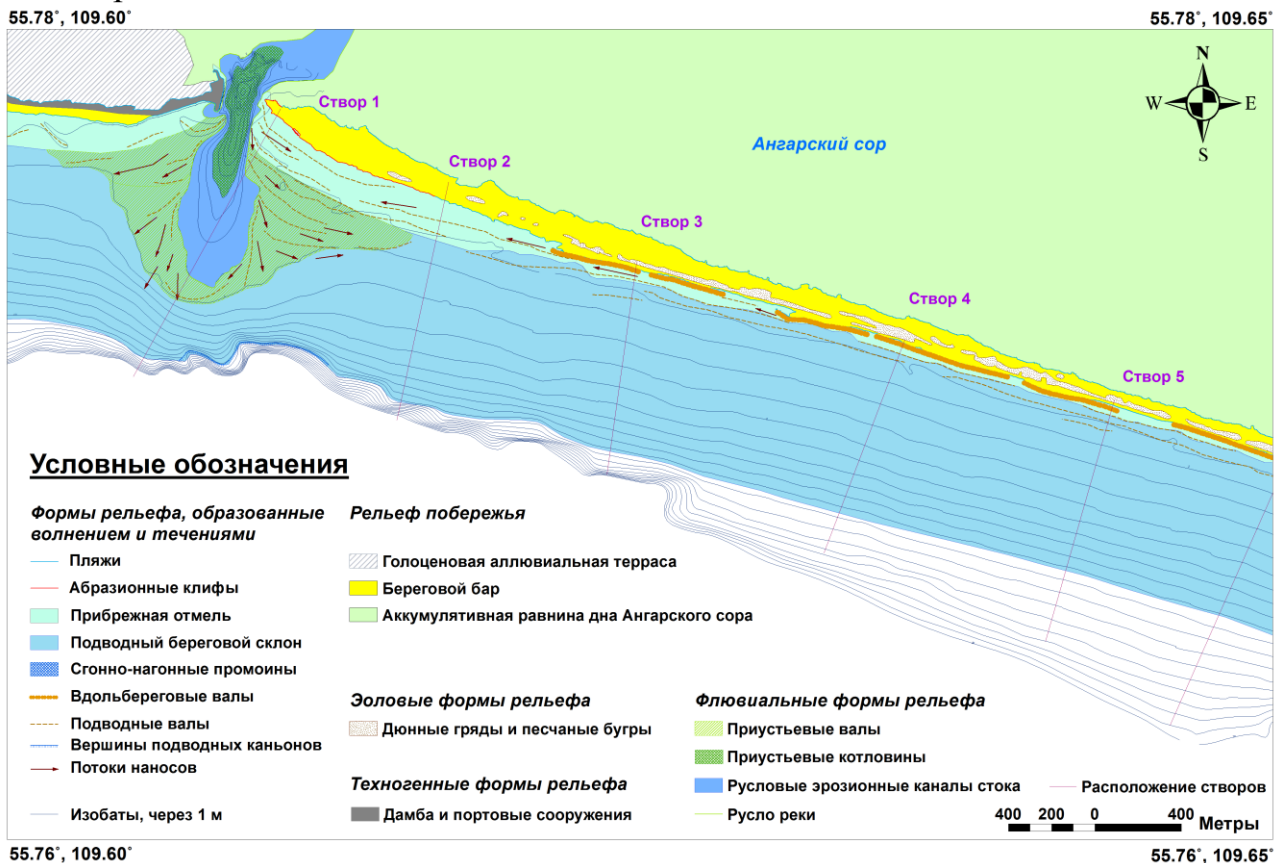 55.78°, 109.60°
55.78°, 109.65°
N
W
E
S
Створ 1
Ангарский сор
Створ 2
Створ 3
Створ 4
Створ 5
Условные обозначения
Формы рельефа, образованные
волнением и течениями
Пляжи
Абразионные клифы
Прибрежная отмель
Подводный береговой склон
Сгонно-нагонные промоины
Вдольбереговые валы
Подводные валы
Вершины подводных каньонов
Потоки наносов
Изобаты, через 1 м
Рельеф побережья
Голоценовая аллювиальная терраса
Береговой бар
Аккумулятивная равнина дна Ангарского сора
Эоловые формы рельефа
Дюнные гряды и песчаные бугры
Техногенные формы рельефа
Дамба и портовые сооружения
Флювиальные формы рельефа
Приустьевые валы
Приустьевые котловины
Русловые эрозионные каналы стока
Русло реки
Расположение створов
400 200 0 400 Метры
55.76°, 109.60°
55.76°, 109.65°